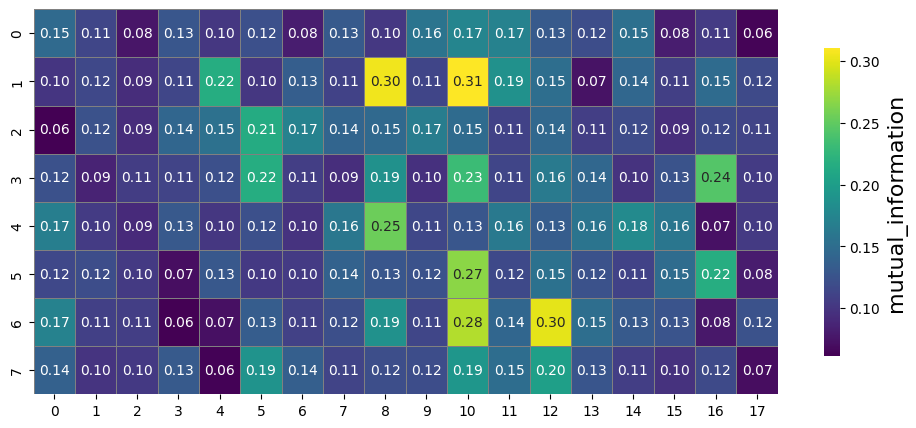 0 0.15 0.11 0.08 0.13 0.10 0.12 0.08 0.13 0.10 0.16 0.17 0.17 0.13 0.12 0.15 0.08 0.11 0.06
1 0.10 0.12 0.09 0.11 0.22 0.10 0.13 0.11 0.30 0.11 0.31 0.19 0.15 0.07 0.14 0.11 0.15 0.12
2 0.06 0.12 0.09 0.14 0.15 0.21 0.17 0.14 0.15 0.17 0.15 0.11 0.14 0.11 0.12 0.09 0.12 0.11
3 0.12 0.09 0.11 0.11 0.12 0.22 0.11 0.09 0.19 0.10 0.23 0.11 0.16 0.14 0.10 0.13 0.24 0.10
4 0.17 0.10 0.09 0.13 0.10 0.12 0.10 0.16 0.25 0.11 0.13 0.16 0.13 0.16 0.18 0.16 0.07 0.10
5 0.12 0.12 0.10 0.07 0.13 0.10 0.10 0.14 0.13 0.12 0.27 0.12 0.15 0.12 0.11 0.15 0.22 0.08
6 0.17 0.11 0.11 0.06 0.07 0.13 0.11 0.12 0.19 0.11 0.28 0.14 0.30 0.15 0.13 0.13 0.08 0.12
7 0.14 0.10 0.10 0.13 0.06 0.19 0.14 0.11 0.12 0.12 0.19 0.15 0.20 0.13 0.11 0.10 0.12 0.07
0 1 2 3 4 5 6 7 8 9 10 11 12 13 14 15 16 17
0.30
0.25
0.20
0.15
0.10
mutual_information